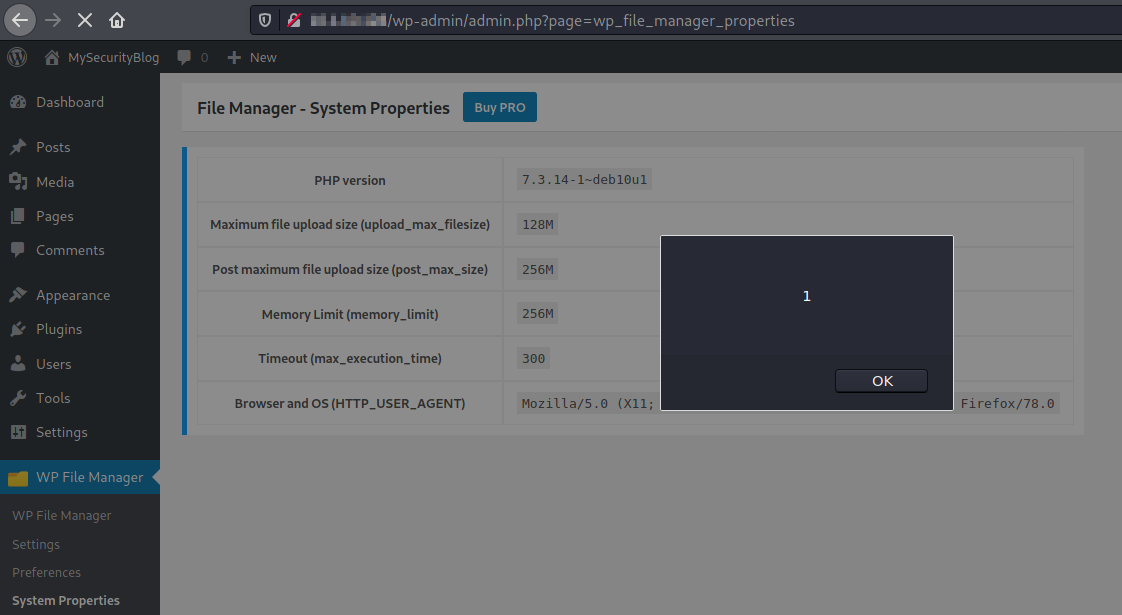 /wp-admin/admin.php?page=wp_file_manager_properties
MySecurityBlog 0 New
Dashboard
Posts
Media
Pages
Comments
Appearance
Plugins
Users
Tools
Settings
WP File Manager
WP File Manager
Settings
Preferences
System Properties
File Manager - System Properties Buy PRO
PHP version 7.3.14-1~deb10u1
Maximum file upload size (upload_max_filesize) 128M
Post maximum file upload size (post_max_size) 256M
Memory Limit (memory_limit) 256M
Timeout (max_execution_time) 300
Browser and OS (HTTP_USER_AGENT) Mozilla/5.0 (X11; Firefox/78.0
1
OK